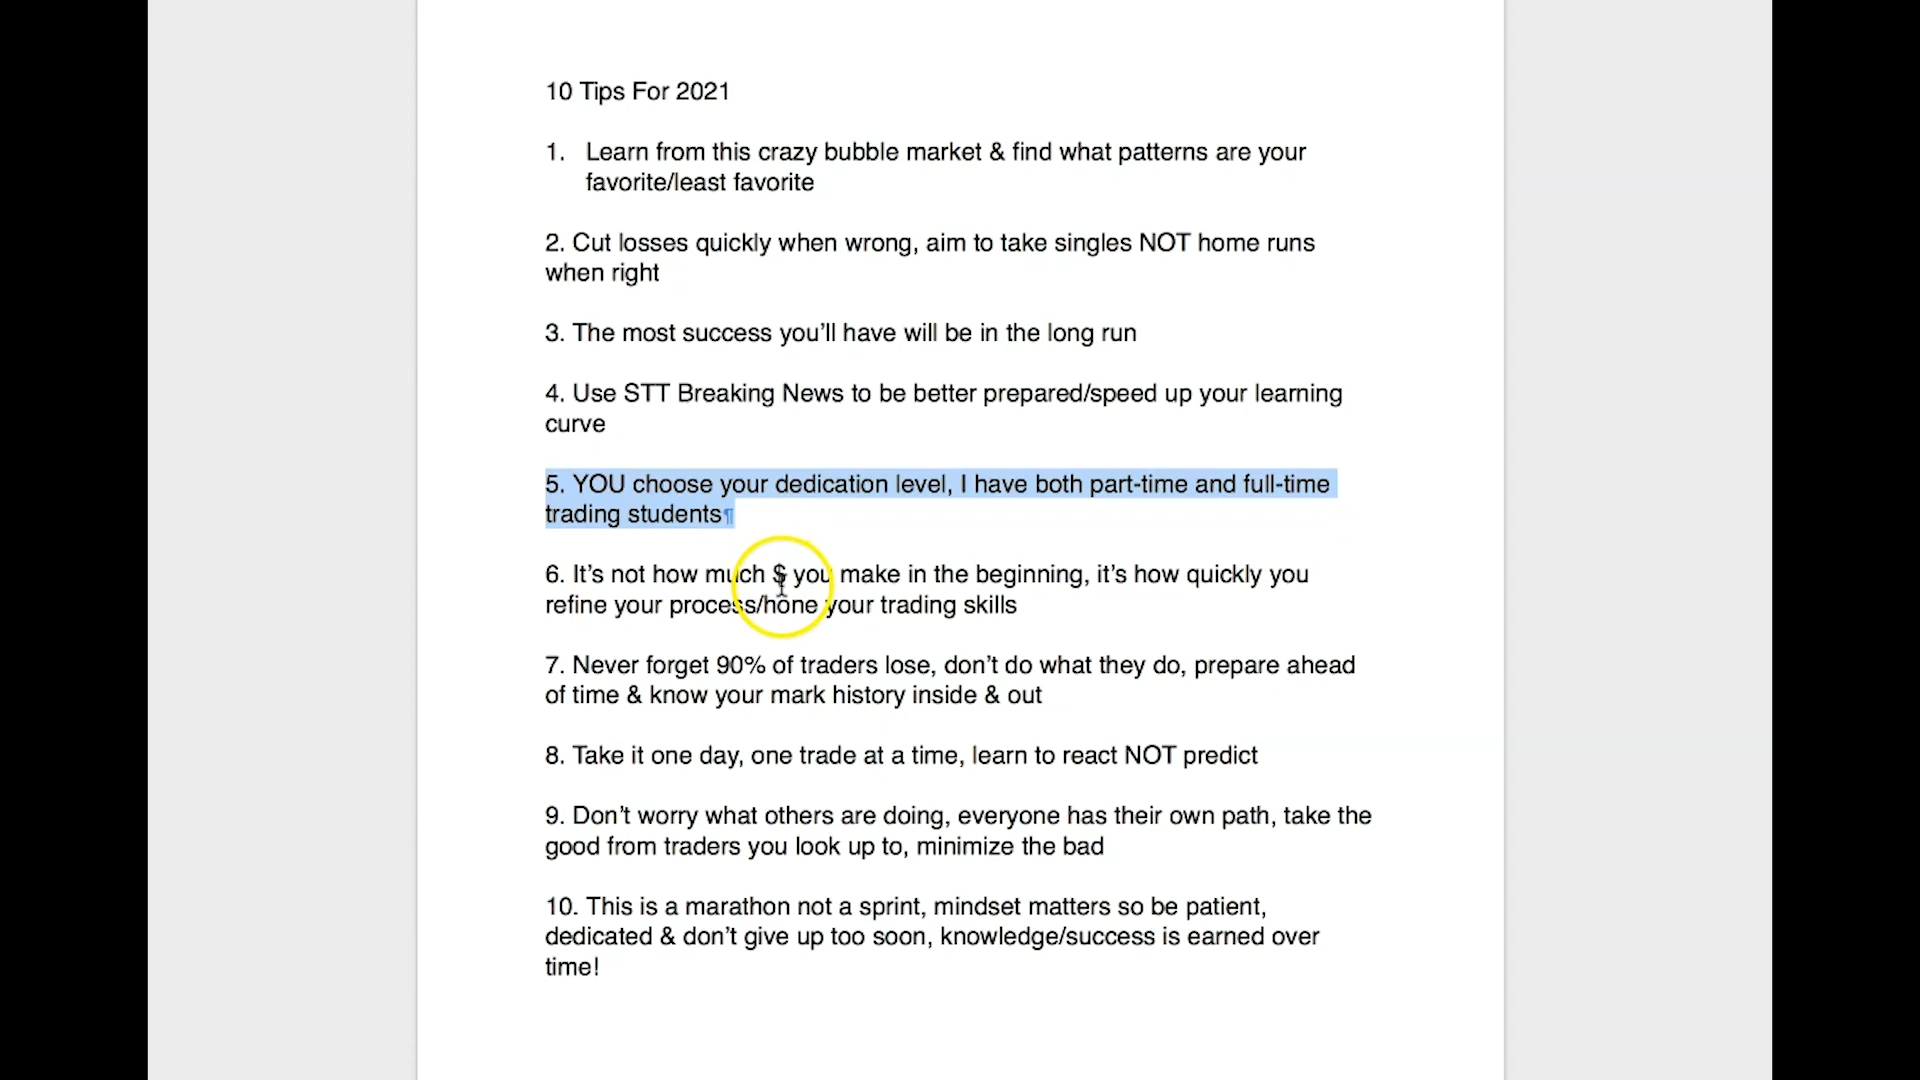 10 Tips For 2021
1. Learn from this crazy bubble market & find what patterns are your
favorite/least favorite
2. Cut losses quickly when wrong, aim to take singles NOT home runs
when right
3. The most success you’ll have will be in the long run
4. Use STT Breaking News to be better prepared/speed up your learning
curve
5. YOU choose your dedication level, I have both part-time and full-time
trading students¶
6. It’s not how much $ you make in the beginning, it’s how quickly you
refine your process/hone your trading skills
7. Never forget 90% of traders lose, don’t do what they do, prepare ahead
of time & know your mark history inside & out
8. Take it one day, one trade at a time, learn to react NOT predict
9. Don’t worry what others are doing, everyone has their own path, take the
good from traders you look up to, minimize the bad
10. This is a marathon not a sprint, mindset matters so be patient,
dedicated & don’t give up too soon, knowledge/success is earned over
time!